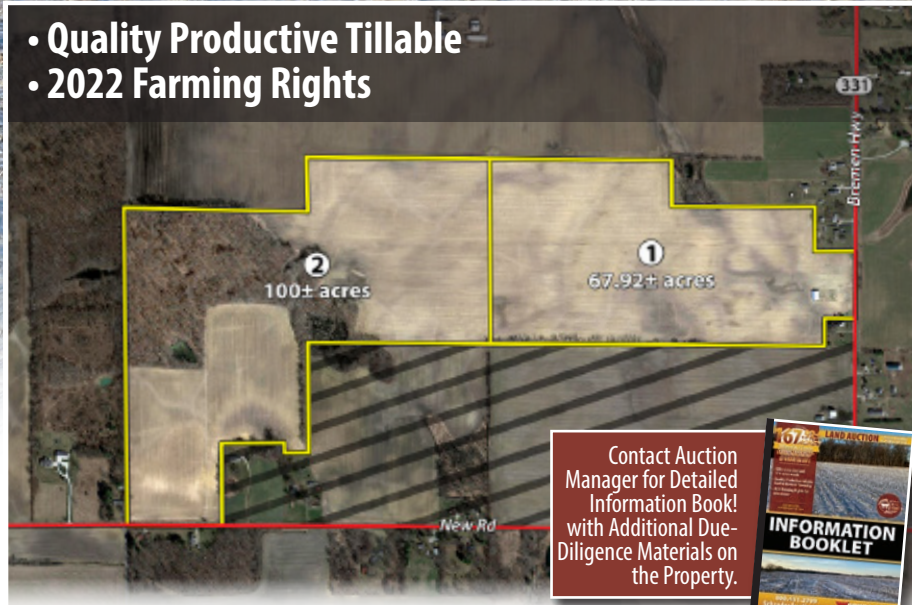 • Quality Productive Tillable
• 2022 Farming Rights
331
Bremen Hwy
1
67.92± acres
2
100± acres
New Rd
Contact Auction
Manager for Detailed
Information Book!
with Additional Due-
Diligence Materials on
the Property.
LAND AUCTION
INFORMATION
BOOKLET